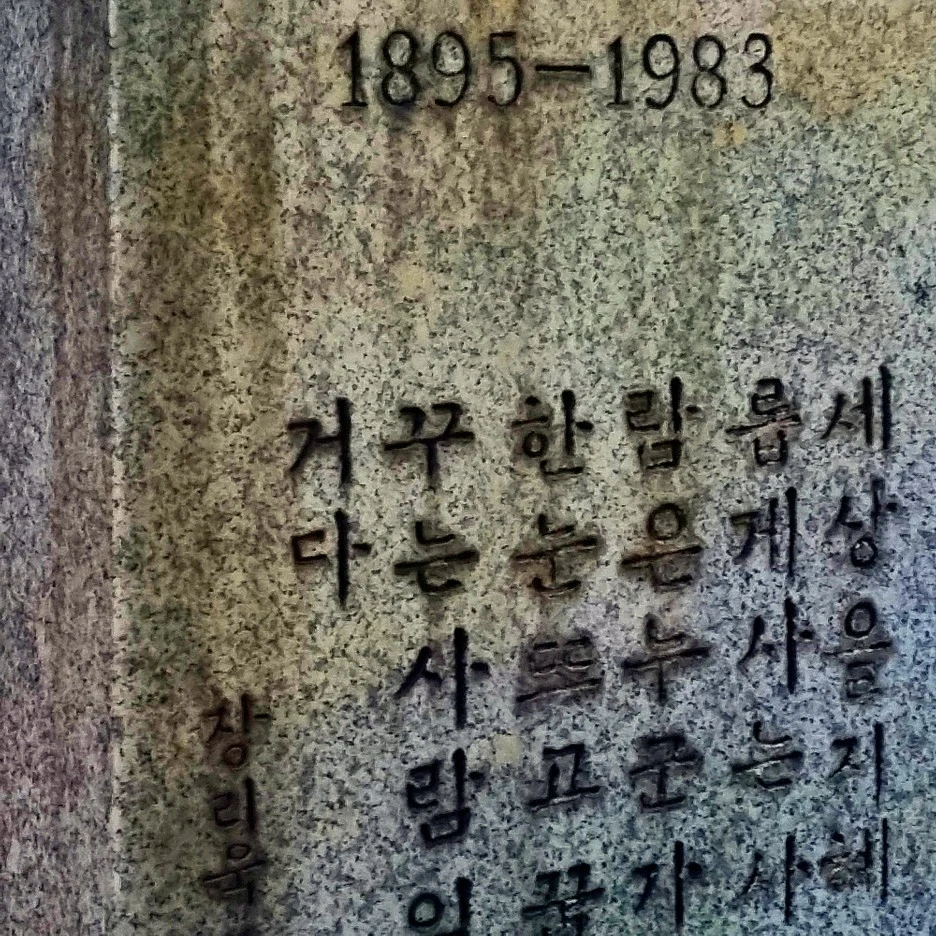 1895-1983
세상을지혜
롭게사는사
람은누군가
한눈뜨고꿈
꾸는사람
거다
장리욱